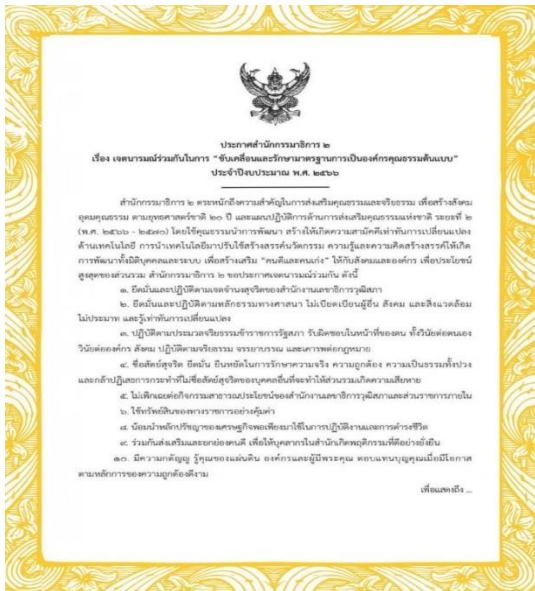 ประกาศสำนักกรรมาธิการ ๒
เรื่อง เจตนารมณ์ร่วมกันในการ “ขับเคลื่อนและรักษามาตรฐานการเป็นองค์กรคุณธรรมต้นแบบ”
ประจำปีงบประมาณ พ.ศ. ๒๕๖๖
สำนักกรรมาธิการ ๒ ตระหนักถึงความสำคัญในการส่งเสริมคุณธรรมและจริยธรรม เพื่อสร้างสังคม
อุดมคุณธรรม ตามยุทธศาสตร์ชาติ ๒๐ ปี และแผนปฏิบัติการด้านการส่งเสริมคุณธรรมแห่งชาติ ระยะที่ ๒
(พ.ศ. ๒๕๖๖ - ๒๕๗๐) โดยใช้คุณธรรมนำการพัฒนา สร้างให้เกิดความสามัคคีเท่าทันการเปลี่ยนแปลง
ด้านเทคโนโลยี การนำเทคโนโลยีมาปรับใช้สร้างสรรค์นวัตกรรม ความรู้และความคิดสร้างสรรค์ให้เกิด
การพัฒนาทั้งมิติบุคคลและระบบ เพื่อสร้างเสริม “คนดีและคนเก่ง” ให้กับสังคมและองค์กร เพื่อประโยชน์
สูงสุดของส่วนรวม สำนักกรรมาธิการ ๒ ขอประกาศเจตนารมณ์ร่วมกัน ดังนี้
๑. ยึดมั่นและปฏิบัติตามเจตจำนงสุจริตของสำนักงานเลขาธิการวุฒิสภา
๒. ยึดมั่นและปฏิบัติตามหลักธรรมทางศาสนา ไม่เบียดเบียนผู้อื่น สังคม และสิ่งแวดล้อม
ไม่ประมาท และรู้เท่าทันการเปลี่ยนแปลง
๓. ปฏิบัติตามประมวลจริยธรรมข้าราชการรัฐสภา รับผิดชอบในหน้าที่ของตน ทั้งวินัยต่อตนเอง
วินัยต่อองค์กร สังคม ปฏิบัติตามจริยธรรม จรรยาบรรณ และเคารพต่อกฎหมาย
๔. ซื่อสัตย์สุจริต ยึดมั่น ยืนหยัดในการรักษาความจริง ความถูกต้อง ความเป็นธรรมทั้งปวง
และกล้าปฏิเสธการกระทำที่ไม่ซื่อสัตย์สุจริตของบุคคลอื่นที่จะทำให้ส่วนรวมเกิดความเสียหาย
๕. ไม่เพิกเฉยต่อกิจกรรมสาธารณประโยชน์ของสำนักงานเลขาธิการวุฒิสภาและส่วนราชการภายใน
๖. ใช้ทรัพย์สินของทางราชการอย่างคุ้มค่า
๘. น้อมนำหลักปรัชญาของเศรษฐกิจพอเพียงมาใช้ในการปฏิบัติงานและการดำรงชีวิต
๙. ร่วมกันส่งเสริมและยกย่องคนดี เพื่อให้บุคลากรในสำนักเกิดพฤติกรรมที่ดีอย่างยั่งยืน
๑๐. มีความกตัญญู รู้คุณของแผ่นดิน องค์กรและผู้มีพระคุณ ตอบแทนบุญคุณเมื่อมีโอกาส
ตามหลักการของความถูกต้องดีงาม
เพื่อแสดงถึง ...